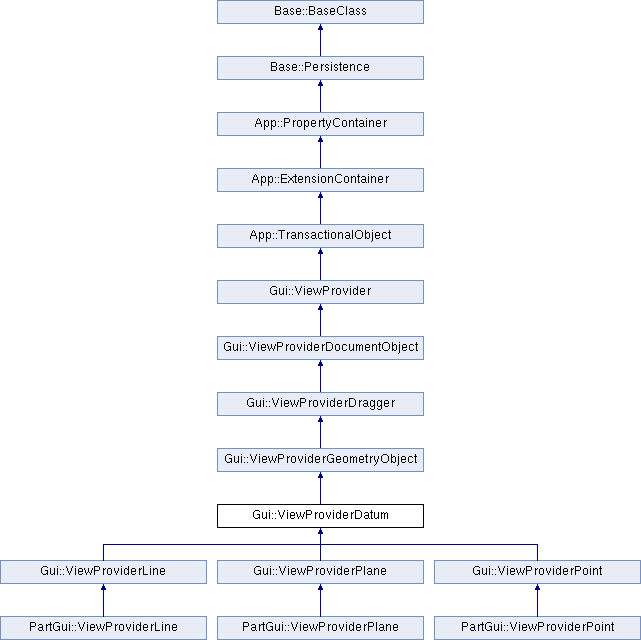 Base::BaseClass
Base::Persistence
App::PropertyContainer
App::ExtensionContainer
App::TransactionalObject
Gui::ViewProvider
Gui::ViewProviderDocumentObject
Gui::ViewProviderDragger
Gui::ViewProviderGeometryObject
Gui::ViewProviderDatum
Gui::ViewProviderLine
Gui::ViewProviderPlane
Gui::ViewProviderPoint
PartGui::ViewProviderLine
PartGui::ViewProviderPlane
PartGui::ViewProviderPoint